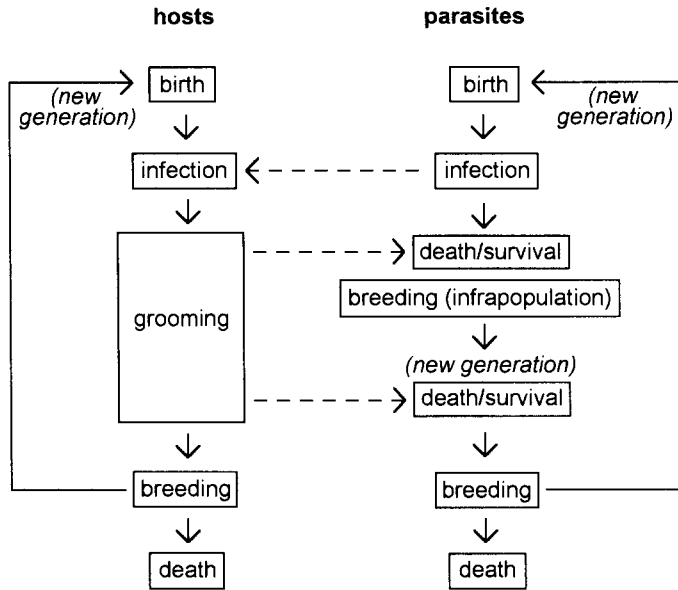 hosts
parasites
birth
(new
generation)
infection
grooming
breeding
death
birth
(new
generation)
infection
death/survival
breeding (infrapopulation)
(new generation)
death/survival
breeding
death